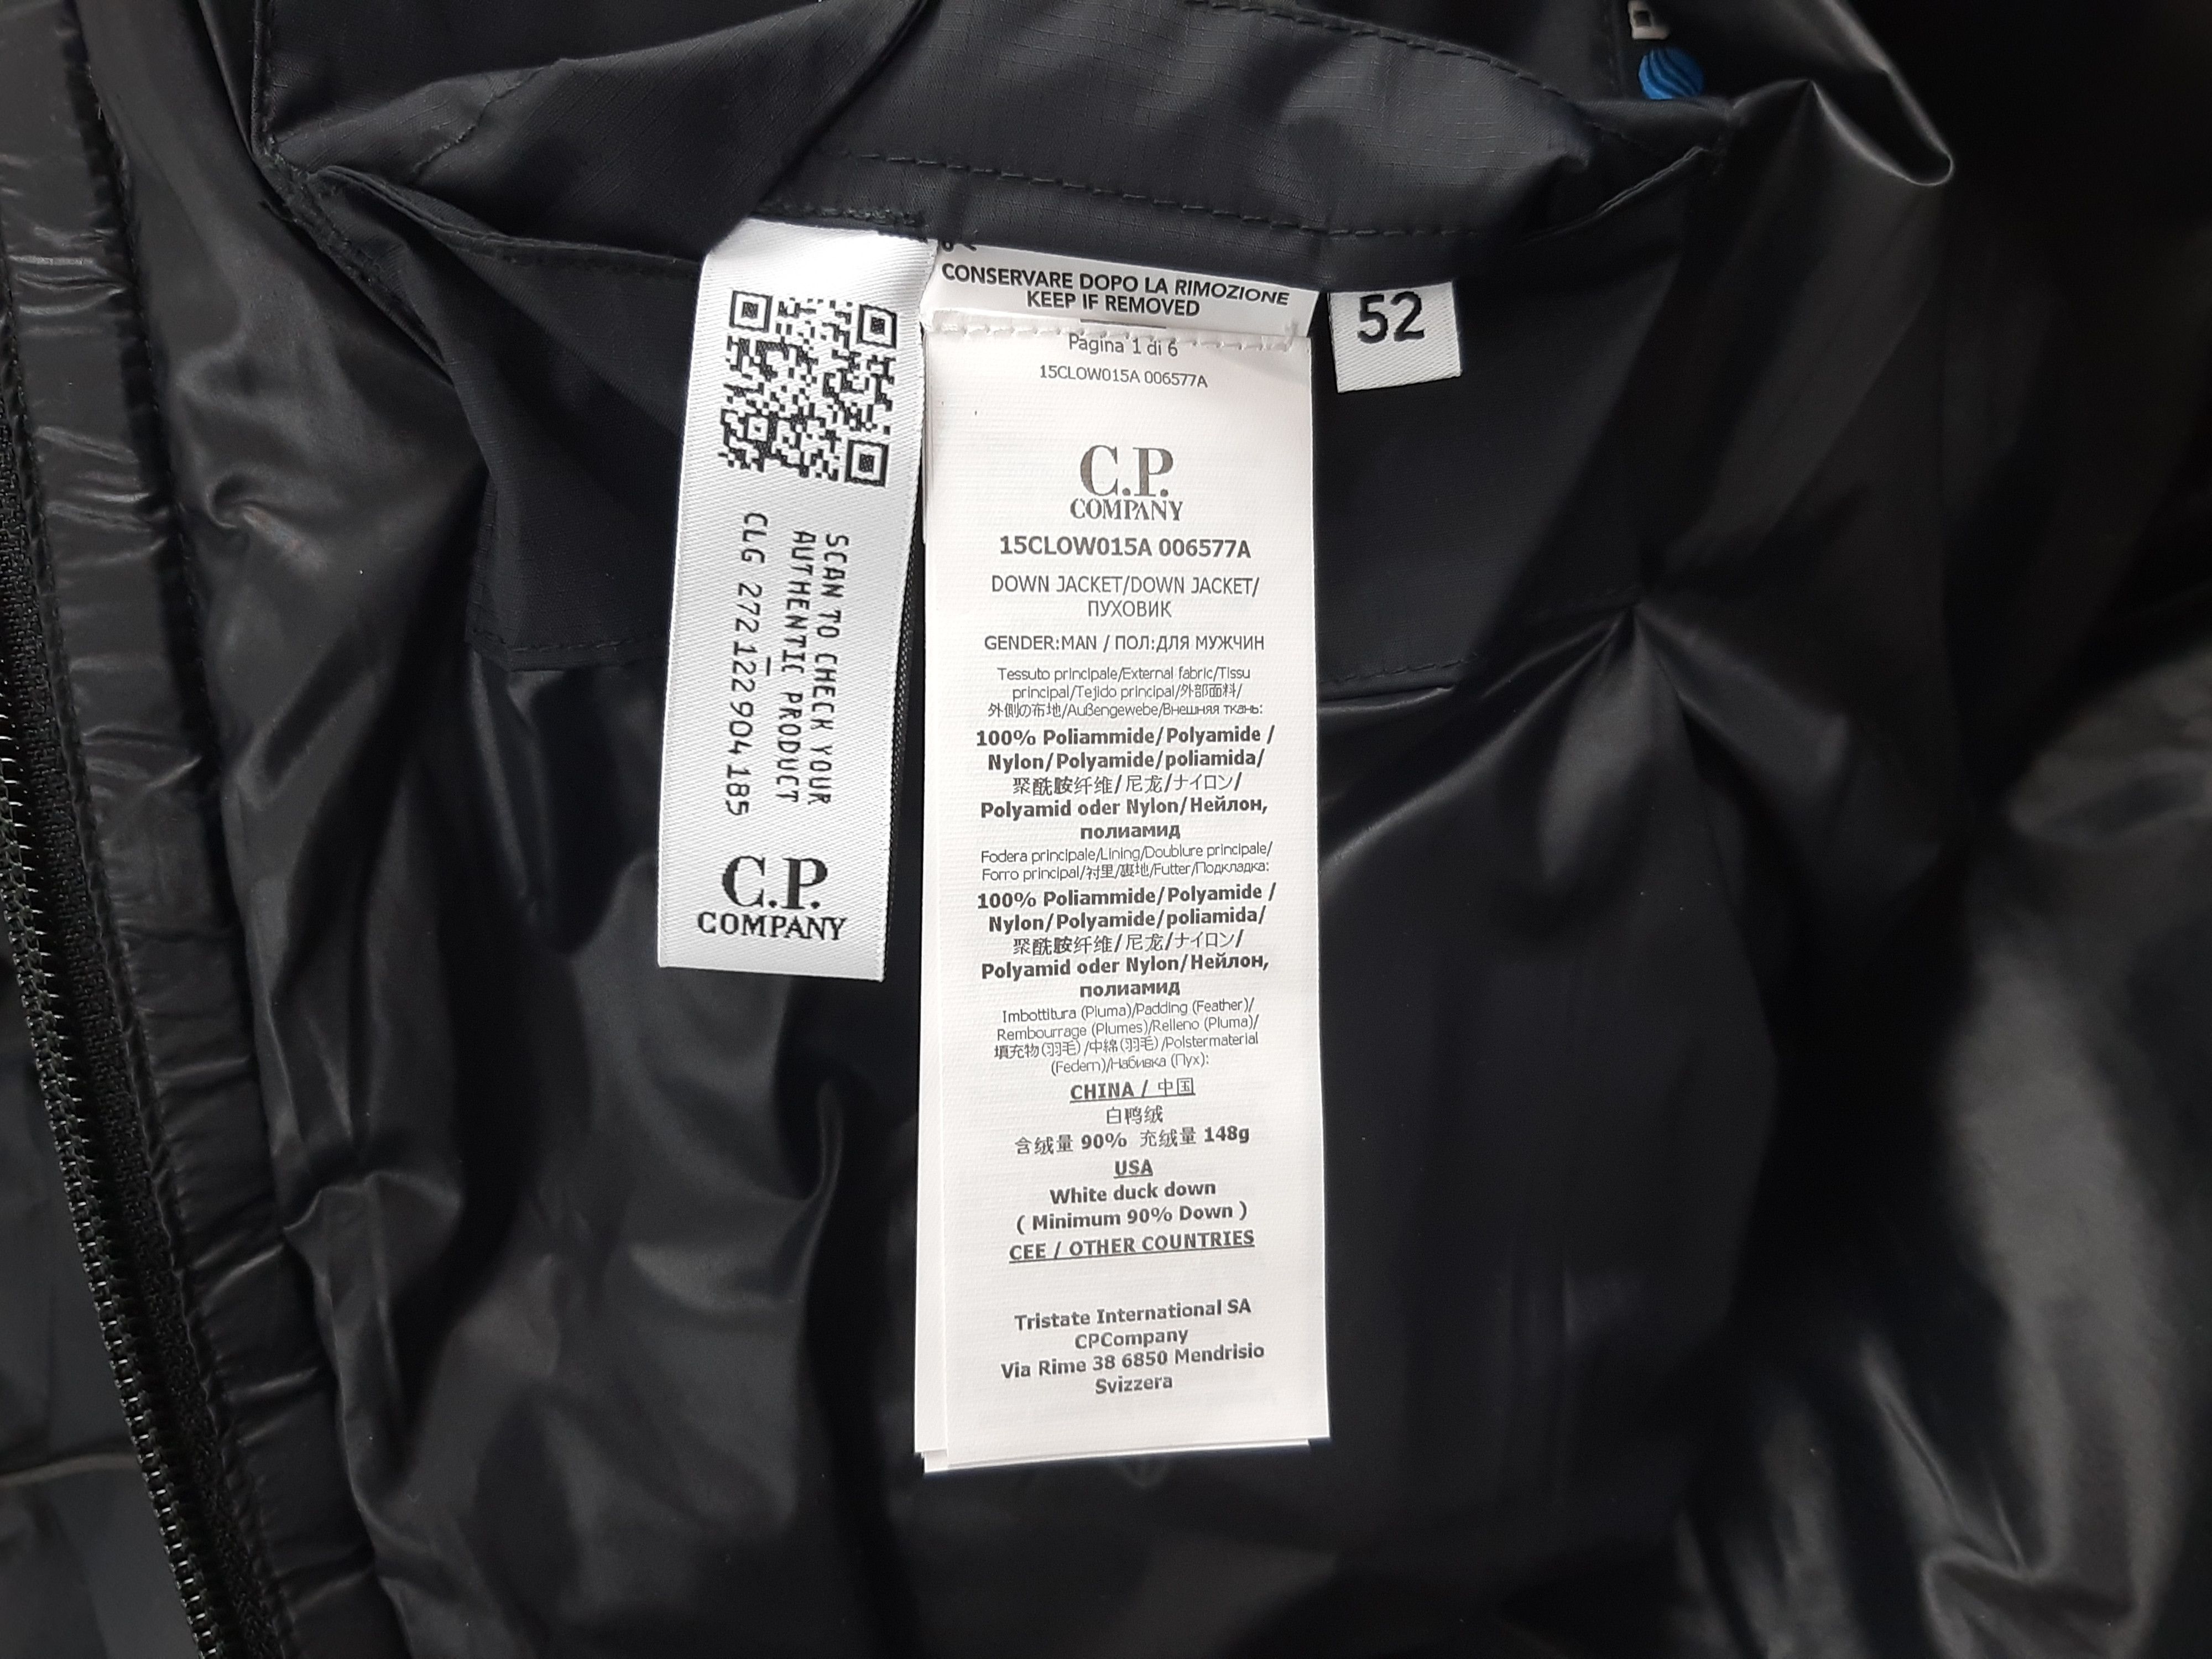 SCAN TO CHECK YOUR
AUTHENTIC PRODUCT
CLG 272122904185
C.P.
COMPANY
CONSERVARE DOPO LA RIMOZIONE
KEEP IF REMOVED
Pagina 1 di 6
15CLOW015A 006577A
C.P.
COMPANY
15CLOW015A 006577A
DOWN JACKET/DOWN JACKET/
ПУХОВИК
GENDER:MAN / ПОЛ:ДЛЯ МУЖЧИН
Tessuto principale/External fabric/Tissu
principal/Tejido principal/外部面料/
外側の布地/Außengewebe/Внешняя ткань:
100% Poliammide/Polyamide /
Nylon/Polyamide/poliamida/
聚酰胺纤维/尼龙/ナイロン/
Polyamid oder Nylon/Нейлон,
полиамид
Fodera principale/Lining/Doublure principale/
Forro principal/衬里/裏地/Futter/Подкладка:
100% Poliammide/Polyamide /
Nylon/Polyamide/poliamida/
聚酰胺纤维/尼龙/ナイロン/
Polyamid oder Nylon/Нейлон,
полиамид
Imbottitura (Piuma)/Padding (Feather)/
Rembourrage (Plumes)/Relleno (Pluma)/
填充物(羽毛)/中綿(羽毛)/Polstermaterial
(Federn)/Набивка (Пух):
CHINA / 中国
白鸭绒
含绒量 90% 充绒量 148g
USA
White duck down
( Minimum 90% Down )
CEE / OTHER COUNTRIES
Tristate International SA
CPCompany
Via Rime 38 6850 Mendrisio
Svizzera
52